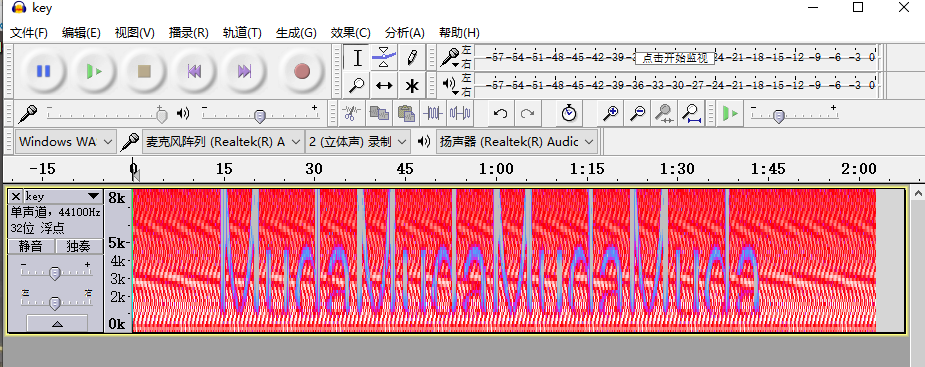 key
文件(F) 编辑(E) 视图(V) 播录(R) 轨道(T) 生成(G) 效果(C) 分析(A) 帮助(H)
左 右 -57-54-51-48-45-42-39-36 点击开始监视 -21-18-15-12 -9 -6 -3 0
左 右 -57-54-51-48-45-42-39-36-33-30-27-24-21-18-15-12 -9 -6 -3 0
- + - +
Windows WA 麦克风阵列 (Realtek(R) A 2 (立体声) 录制 扬声器 (Realtek(R) Audic
-15 0 15 30 45 1:00 1:15 1:30 1:45 2:00
key
单声道, 44100Hz
32位 浮点
静音 独奏
- +
左 右
8k
5k
4k
3k
2k
0k